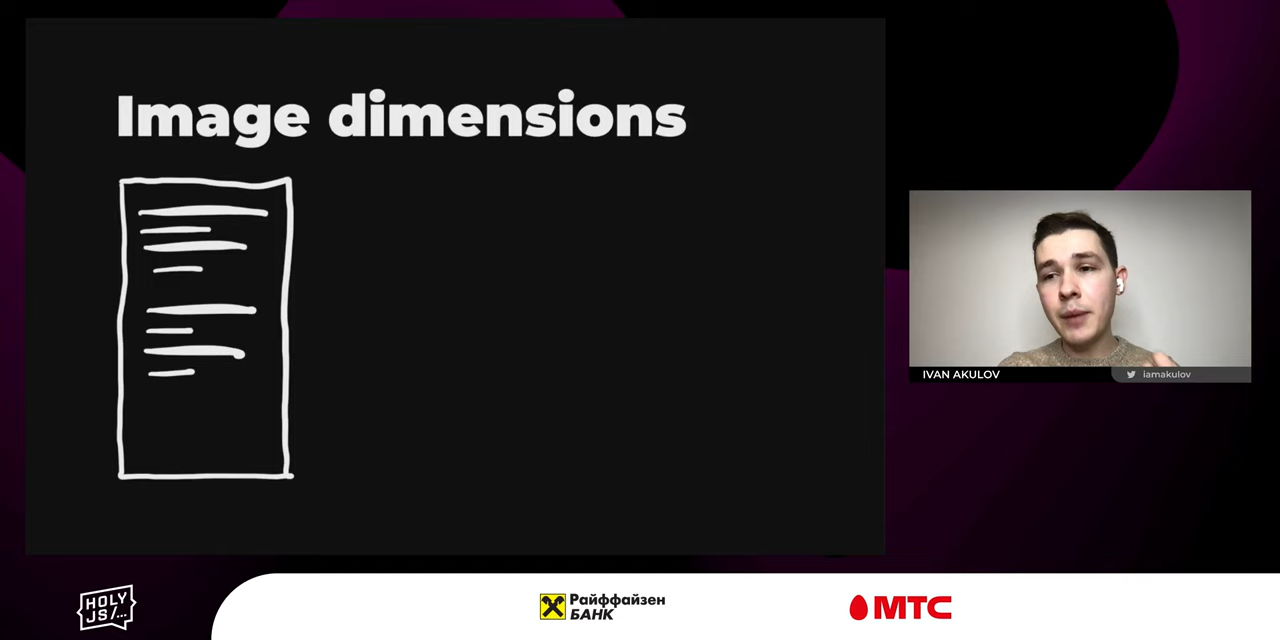 Image dimensions
IVAN AKULOV
iamakulov
HOLY
JS/...
Райффайзен
БАНК
МТС